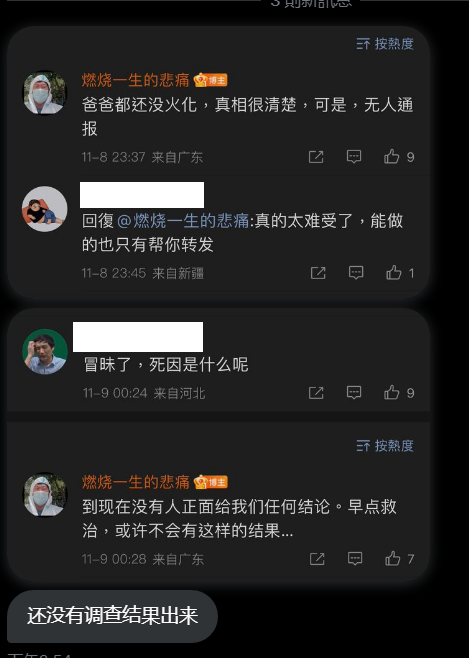 3 則新訊息
按熱度
燃烧一生的悲痛 博主
爸爸都还没火化，真相很清楚，可是，无人通
报
11-8 23:37 来自广东
9
回復@燃烧一生的悲痛:真的太难受了，能做
的也只有帮你转发
11-8 23:45 来自新疆
1
冒昧了，死因是什么呢
11-9 00:24 来自河北
9
按熱度
燃烧一生的悲痛 博主
到现在没有人正面给我们任何结论。早点救
治，或许不会有这样的结果...
11-9 00:28 来自广东
7
还没有调查结果出来